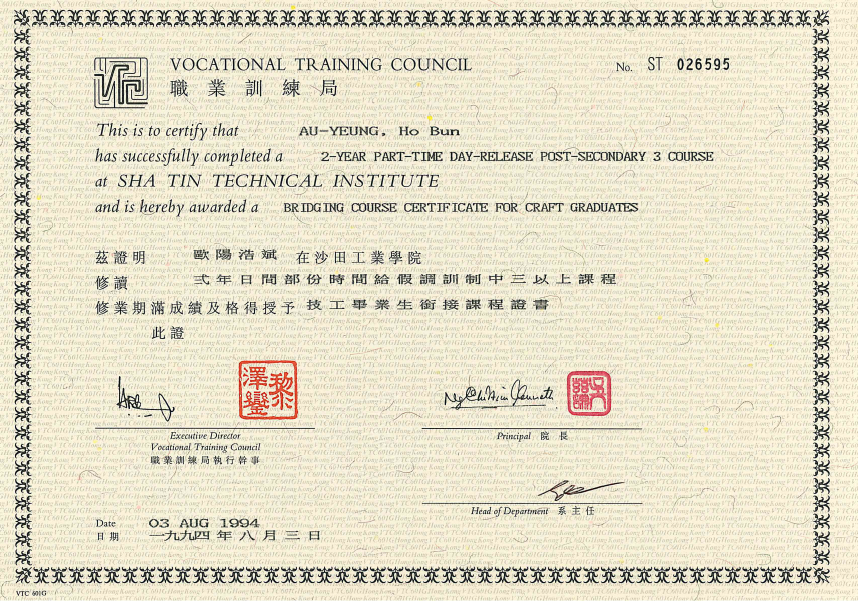 VOCATIONAL TRAINING COUNCIL
職業訓練局
No. ST 026595
This is to certify that AU-YEUNG, Ho Bun
has successfully completed a 2-YEAR PART-TIME DAY-RELEASE POST-SECONDARY 3 COURSE
at SHA TIN TECHNICAL INSTITUTE
and is hereby awarded a BRIDGING COURSE CERTIFICATE FOR CRAFT GRADUATES
茲證明 歐陽浩斌 在沙田工業學院
修讀 弍年日間部份時間給假調訓制中三以上課程
修業期滿成績及格得授予 技工畢業生銜接課程證書
此證
黎澤鑾
Executive Director
Vocational Training Council
職業訓練局執行幹事
Principal 院長
Head of Department 系主任
Date 03 AUG 1994
日期 一九九四年八月三日
VTC 601G